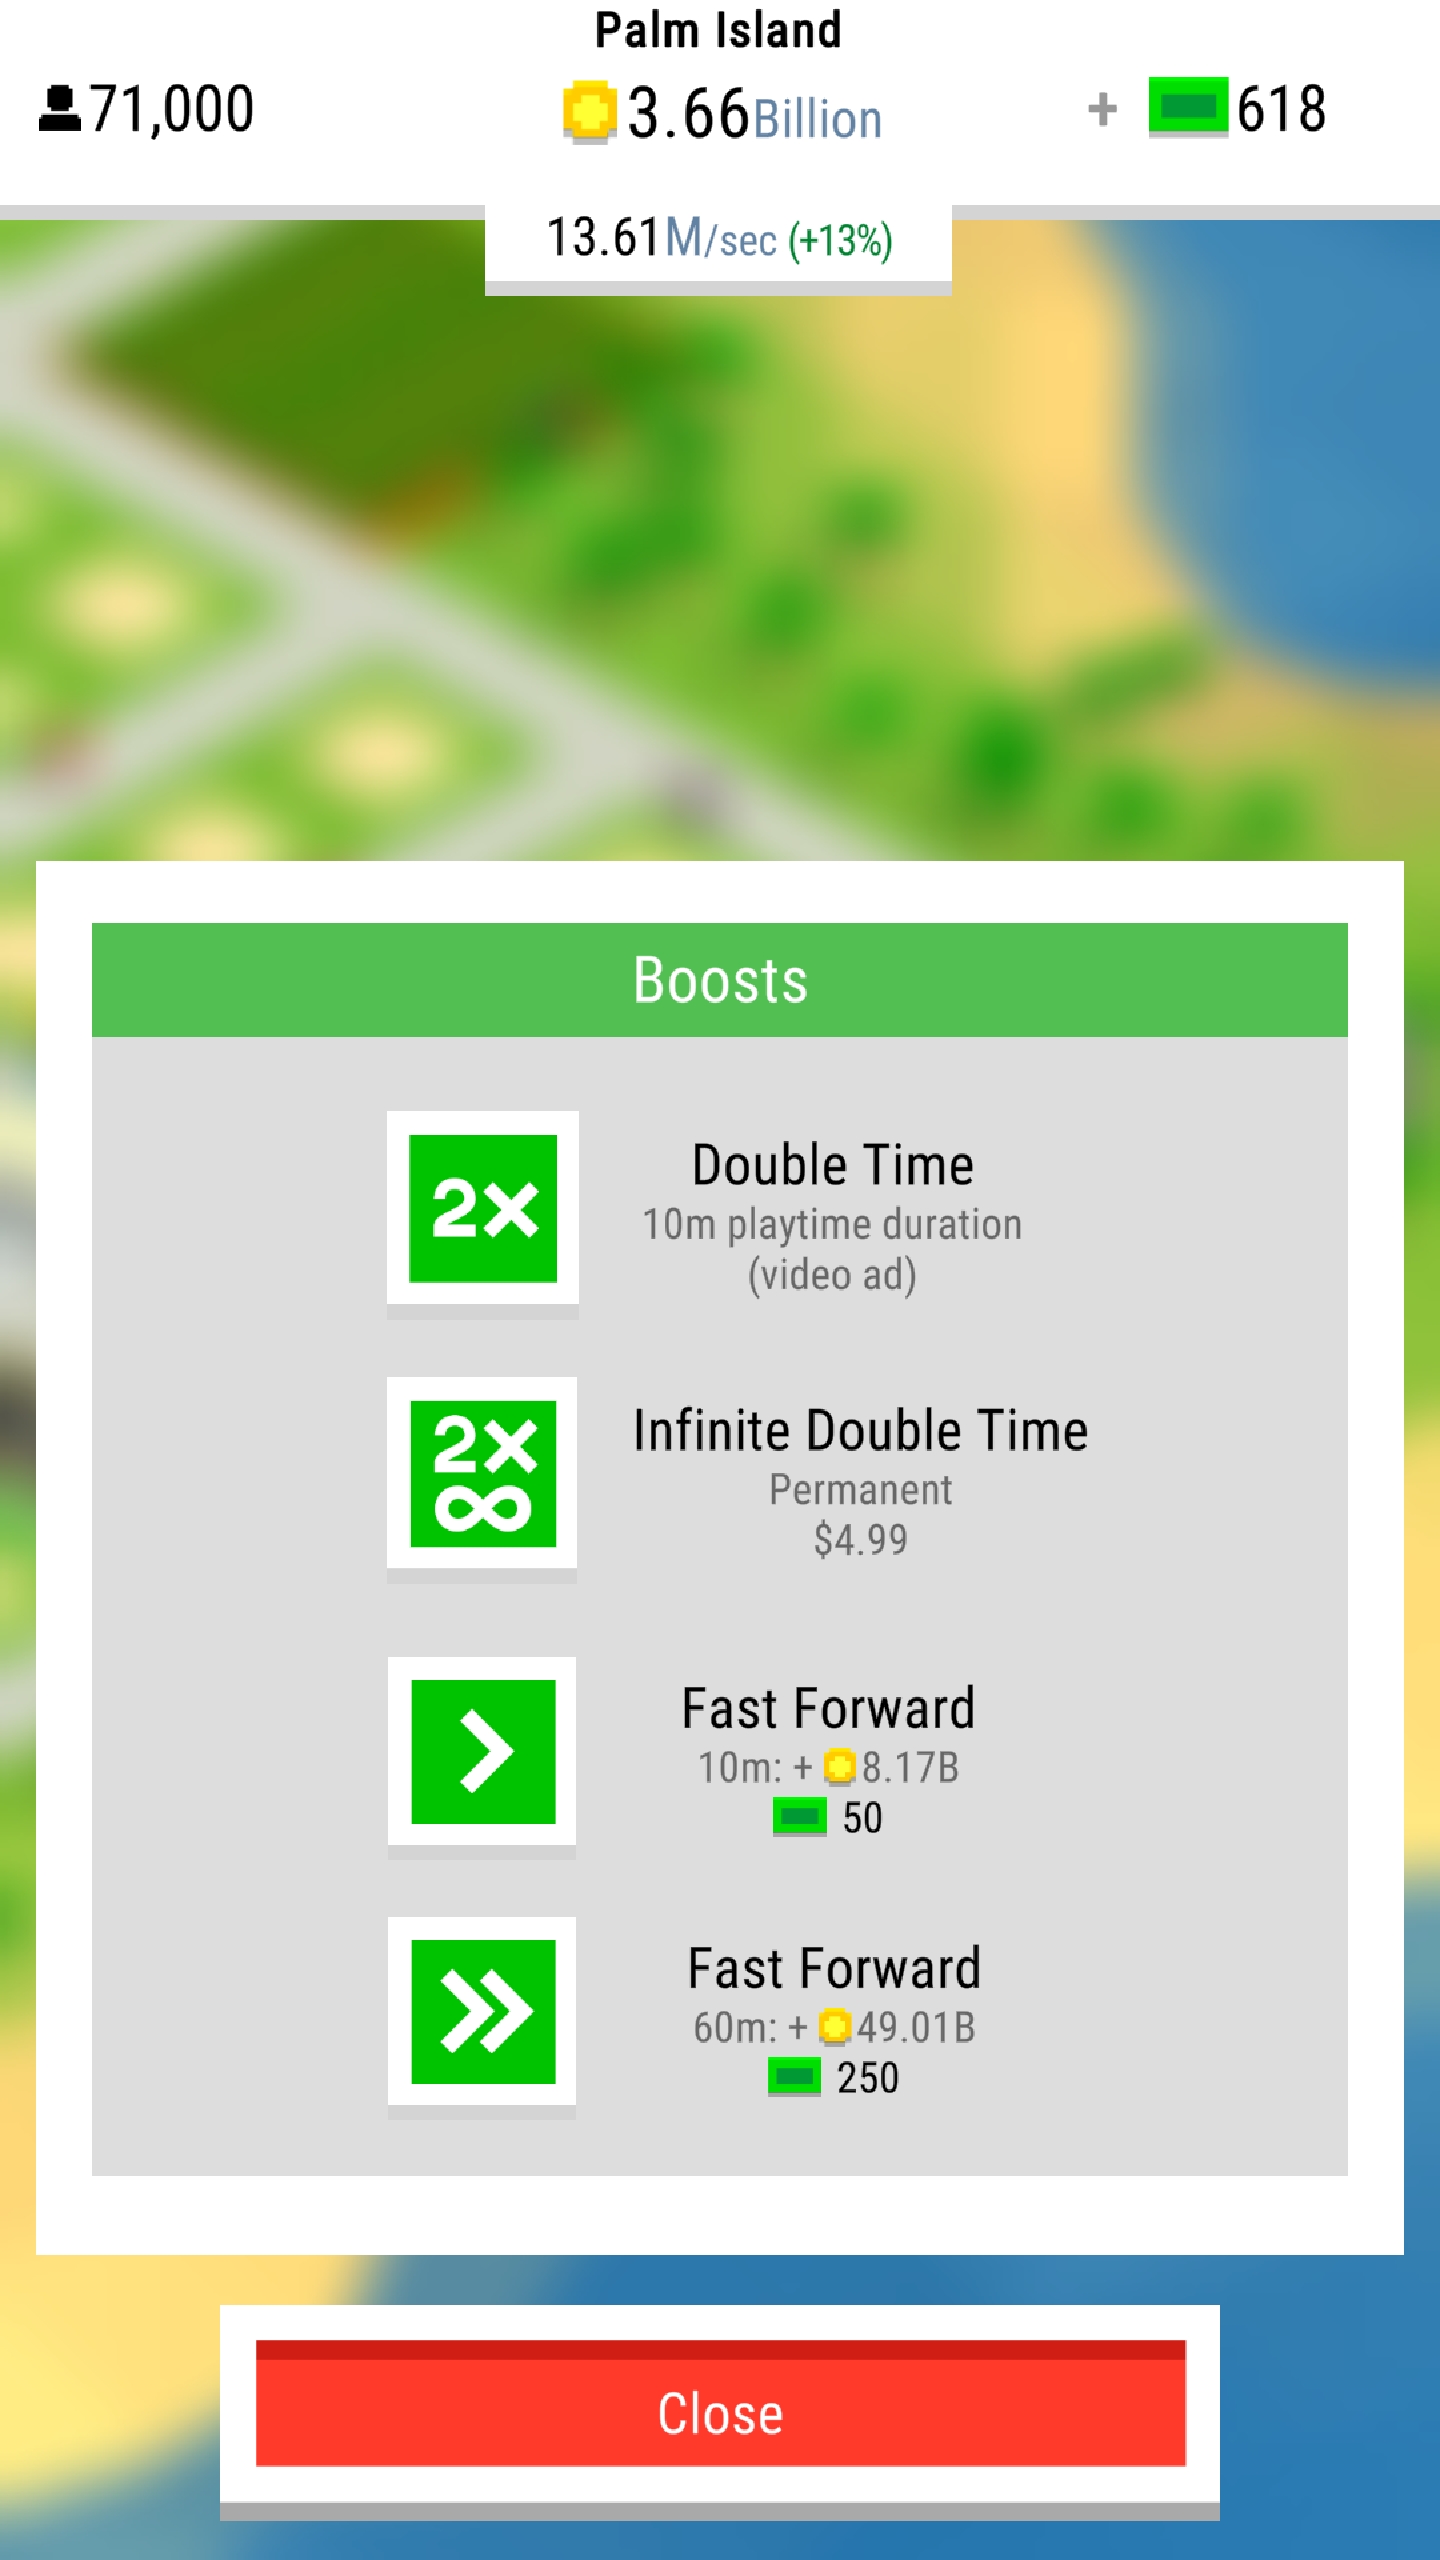 Palm Island
71,000
3.66Billion
+ 618
13.61M/sec (+13%)
Boosts
2×
Double Time
10m playtime duration
(video ad)
2×
∞
Infinite Double Time
Permanent
$4.99
Fast Forward
10m: + 8.17B
50
Fast Forward
60m: + 49.01B
250
Close